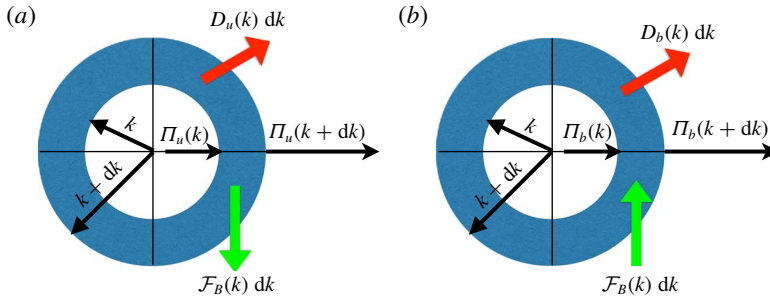 (a)
D_u(k) dk
k
Π_u(k)
Π_u(k + dk)
k + dk
ℱ_B(k) dk
(b)
D_b(k) dk
k
Π_b(k)
Π_b(k + dk)
k + dk
ℱ_B(k) dk